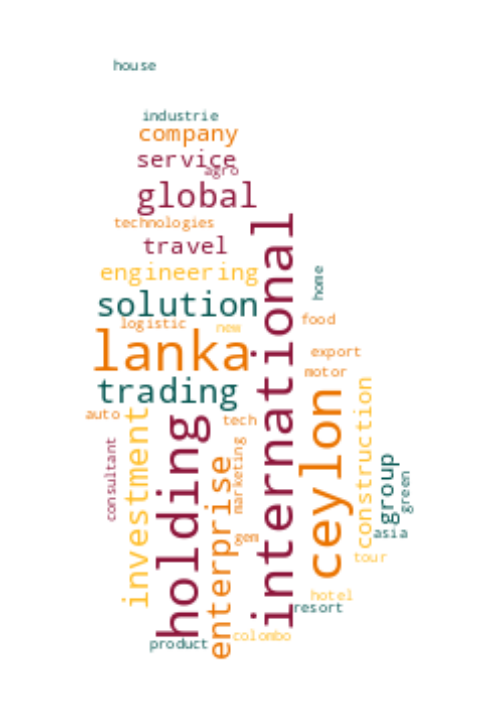 house
industrie
company
service
agro
global
technologies
travel
international
engineering
home
solution
logistic
new
food
lanka
export
motor
trading
ceylon
construction
auto
investment
holding
tech
consultant
marketing
enterprise
group
green
gem
asia
tour
hotel
resort
colombo
product